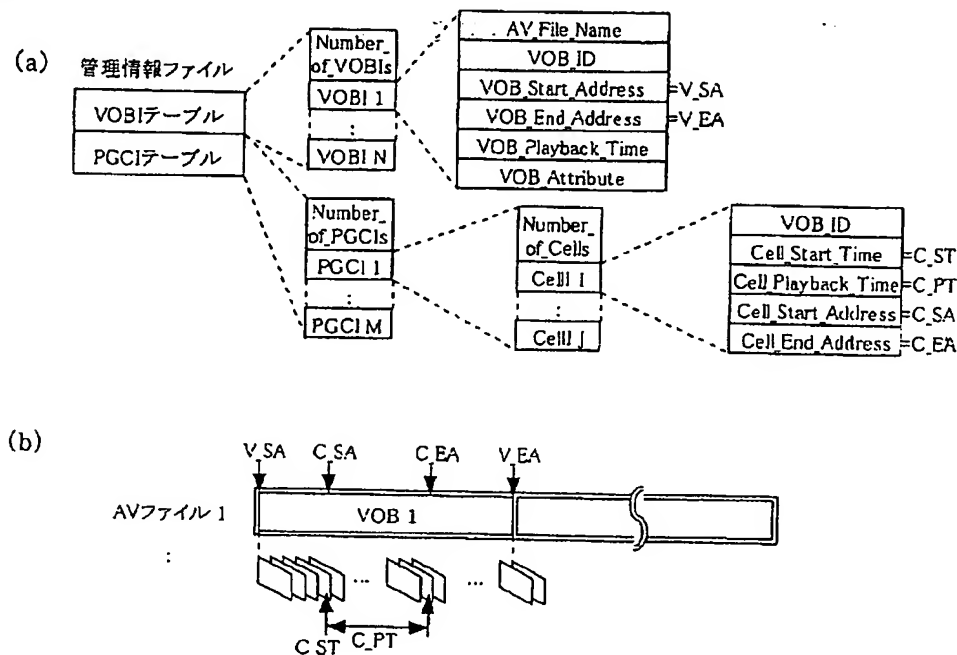 (a)
管理情報ファイル
VOBIテーブル
PGCIテーブル
Number_
of_VOBIs
VOBI 1
:
VOBI N
AV_File_Name
VOB_ID
VOB_Start_Address =V_SA
VOB_End_Address =V_EA
VOB_Playback_Time
VOB_Attribute
Number_
of_PGCIs
PGCI 1
:
PGCI M
Number_
of_Cells
CellI 1
:
CellI J
VOB_ID
Cell_Start_Time =C_ST
Cell_Playback_Time =C_PT
Cell_Start_Address =C_SA
Cell_End_Address =C_EA
(b)
V_SA C_SA C_EA V_EA
AVファイル 1
VOB 1
:
... ...
C_ST C_PT